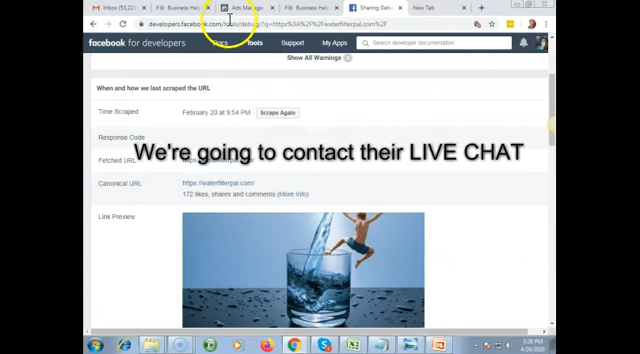 Inbox (53,22
FB: Business Help
Ads Manage
FB: Business Help
Sharing Deb
New Tab
developers.facebook.com/tools/debug/?q=https%3A%2F%2Fwaterfilterpal.com%2F
facebook for developers
Docs
Tools
Support
My Apps
Search developer documentation
Show All Warnings
When and how we last scraped the URL
Time Scraped
February 20 at 9:54 PM
Scrape Again
Response Code
We're going to contact their LIVE CHAT
Fetched URL
Canonical URL
https://waterfilterpal.com/
172 likes, shares and comments (More Info)
Link Preview
5:28 PM
4/24/2020